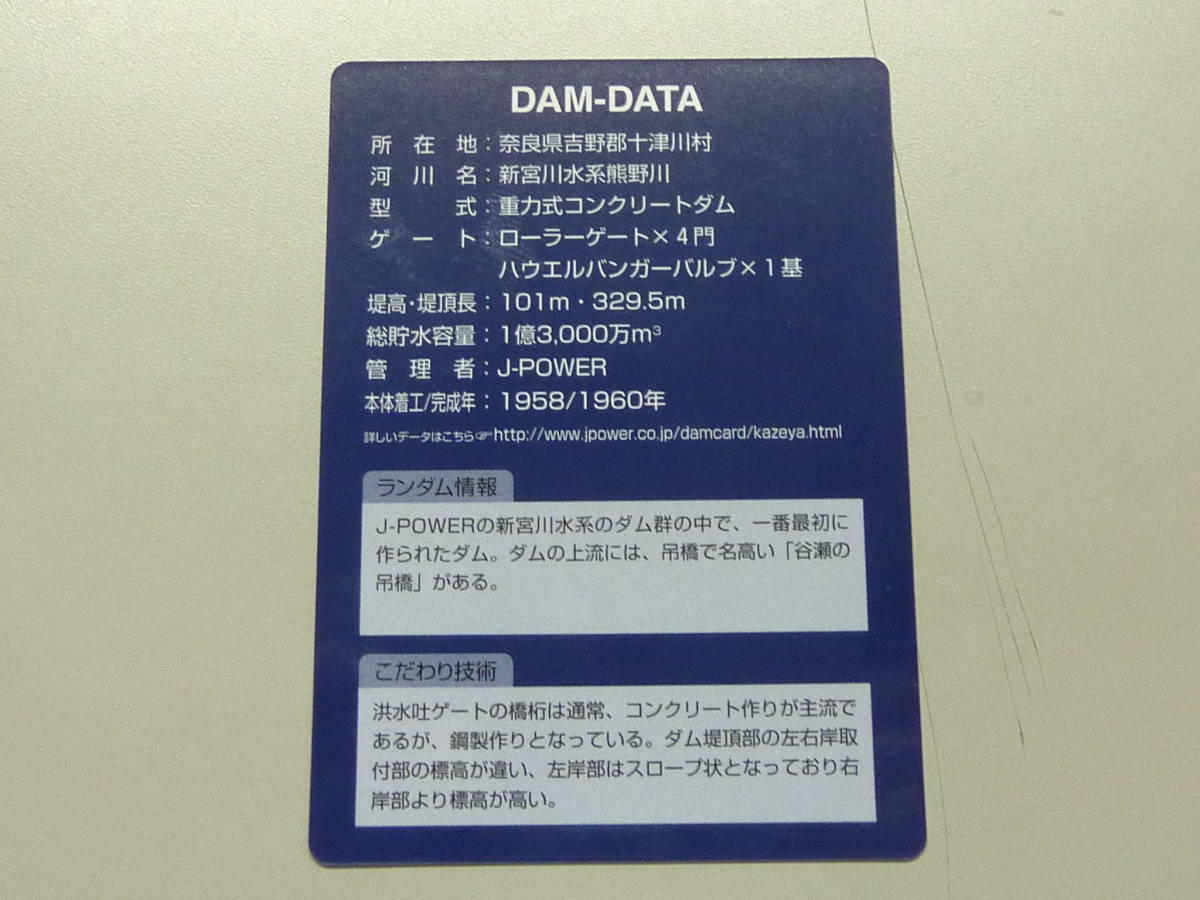 DAM-DATA
所在地：奈良県吉野郡十津川村
河川名：新宮川水系熊野川
型式：重力式コンクリートダム
ゲート：ローラーゲート×４門
ハウエルバンガーバルブ×１基
堤高・堤頂長：101m・329.5m
総貯水容量：1億3,000万m³
管理者：J-POWER
本体着工/完成年：1958/1960年
詳しいデータはこちら☞http://www.jpower.co.jp/damcard/kazeya.html
ランダム情報
J-POWERの新宮川水系のダム群の中で、一番最初に
作られたダム。ダムの上流には、吊橋で名高い「谷瀬の
吊橋」がある。
こだわり技術
洪水吐ゲートの橋桁は通常、コンクリート作りが主流で
あるが、鋼製作りとなっている。ダム堤頂部の左右岸取
付部の標高が違い、左岸部はスロープ状となっており右
岸部より標高が高い。